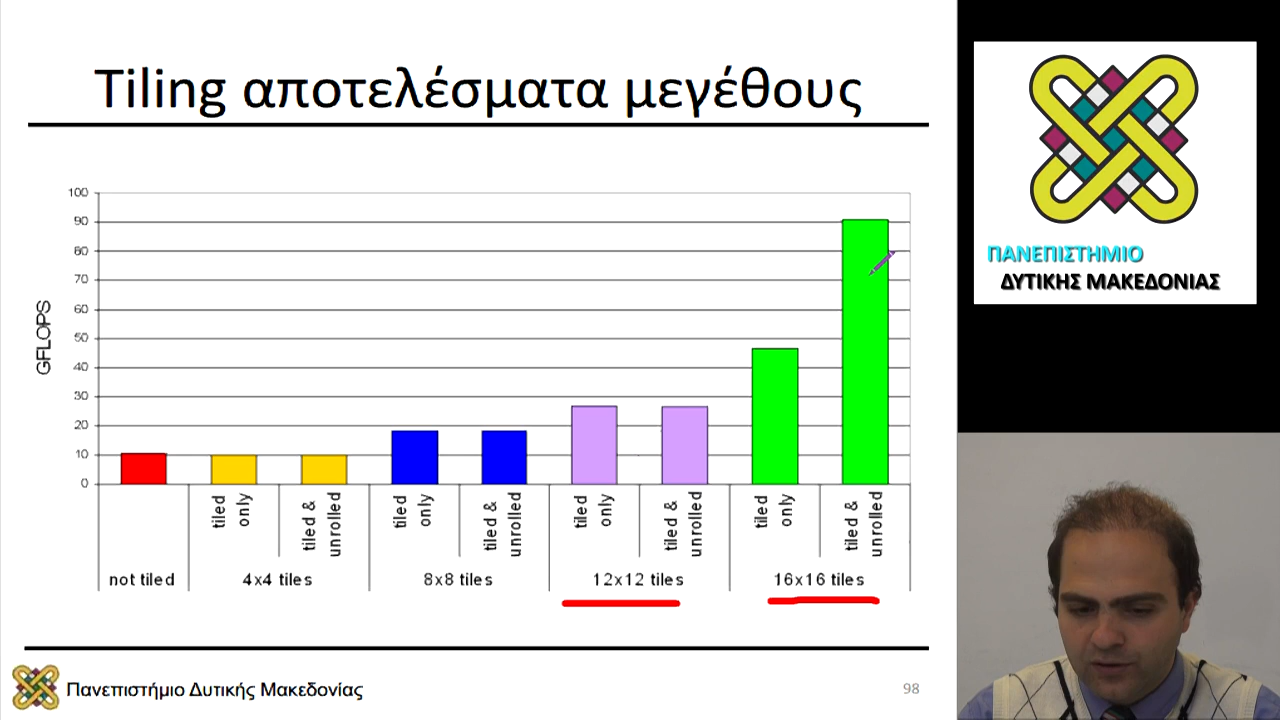 Tiling αποτελέσματα μεγέθους
GFLOPS
100
90
80
70
60
50
40
30
20
10
0
tiled only
tiled & unrolled
tiled only
tiled & unrolled
tiled only
tiled & unrolled
tiled only
tiled & unrolled
not tiled
4x4 tiles
8x8 tiles
12x12 tiles
16x16 tiles
Πανεπιστήμιο Δυτικής Μακεδονίας
98
ΠΑΝΕΠΙΣΤΗΜΙΟ
ΔΥΤΙΚΗΣ ΜΑΚΕΔΟΝΙΑΣ